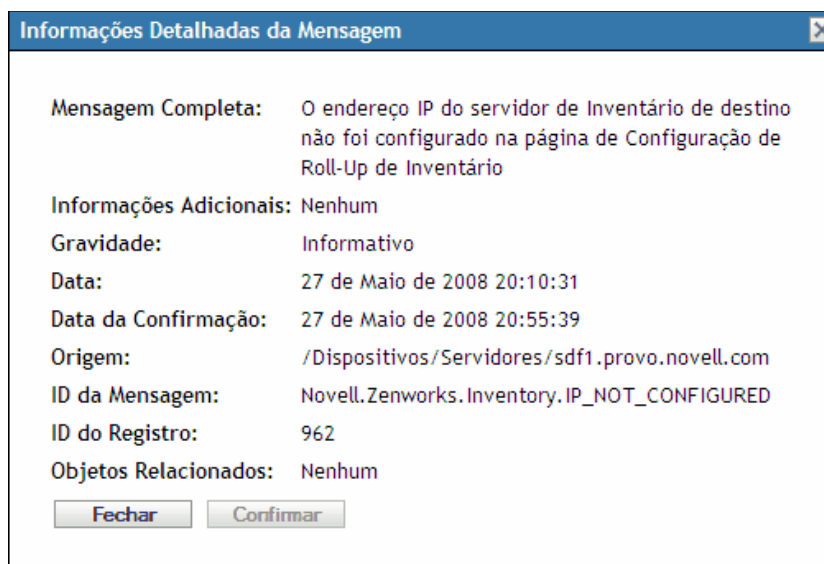 Informações Detalhadas da Mensagem
Mensagem Completa: O endereço IP do servidor de Inventário de destino
não foi configurado na página de Configuração de
Roll-Up de Inventário
Informações Adicionais: Nenhum
Gravidade: Informativo
Data: 27 de Maio de 2008 20:10:31
Data da Confirmação: 27 de Maio de 2008 20:55:39
Origem: /Dispositivos/Servidores/sdf1.provo.novell.com
ID da Mensagem: Novell.Zenworks.Inventory.IP_NOT_CONFIGURED
ID do Registro: 962
Objetos Relacionados: Nenhum
Fechar Confirmar